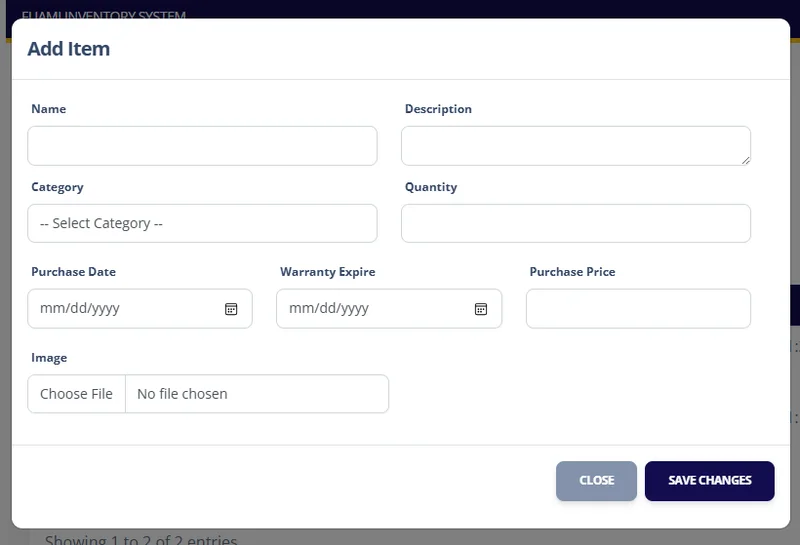 INVENTORY SYSTEM
Add Item
Name
Description
Category
Quantity
-- Select Category --
Purchase Date
Warranty Expire
Purchase Price
mm/dd/yyyy
mm/dd/yyyy
Image
Choose File
No file chosen
CLOSE
SAVE CHANGES
Showing 1 to 2 of 2 entries